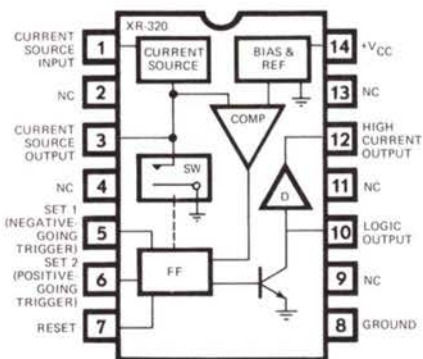 XR-320
CURRENT
SOURCE
INPUT
1
NC
2
CURRENT
SOURCE
OUTPUT
3
NC
4
SET 1
(NEGATIVE-
GOING
TRIGGER)
5
SET 2
(POSITIVE-
GOING
TRIGGER)
6
RESET
7
CURRENT
SOURCE
BIAS &
REF
COMP
SW
FF
D
14
+VCC
13
NC
12
HIGH
CURRENT
OUTPUT
11
NC
10
LOGIC
OUTPUT
9
NC
8
GROUND